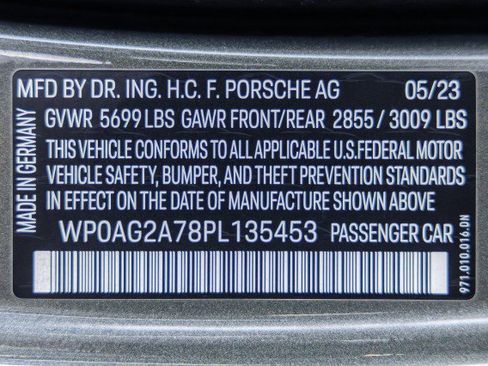 MFD BY DR. ING. H.C. F. PORSCHE AG 05/23
GVWR 5699 LBS GAWR FRONT/REAR 2855 / 3009 LBS
THIS VEHICLE CONFORMS TO ALL APPLICABLE U.S.FEDERAL MOTOR
VEHICLE SAFETY, BUMPER, AND THEFT PREVENTION STANDARDS
IN EFFECT ON THE DATE OF MANUFACTURE SHOWN ABOVE
WP0AG2A78PL135453 PASSENGER CAR
MADE IN GERMANY
971.010.016.DN